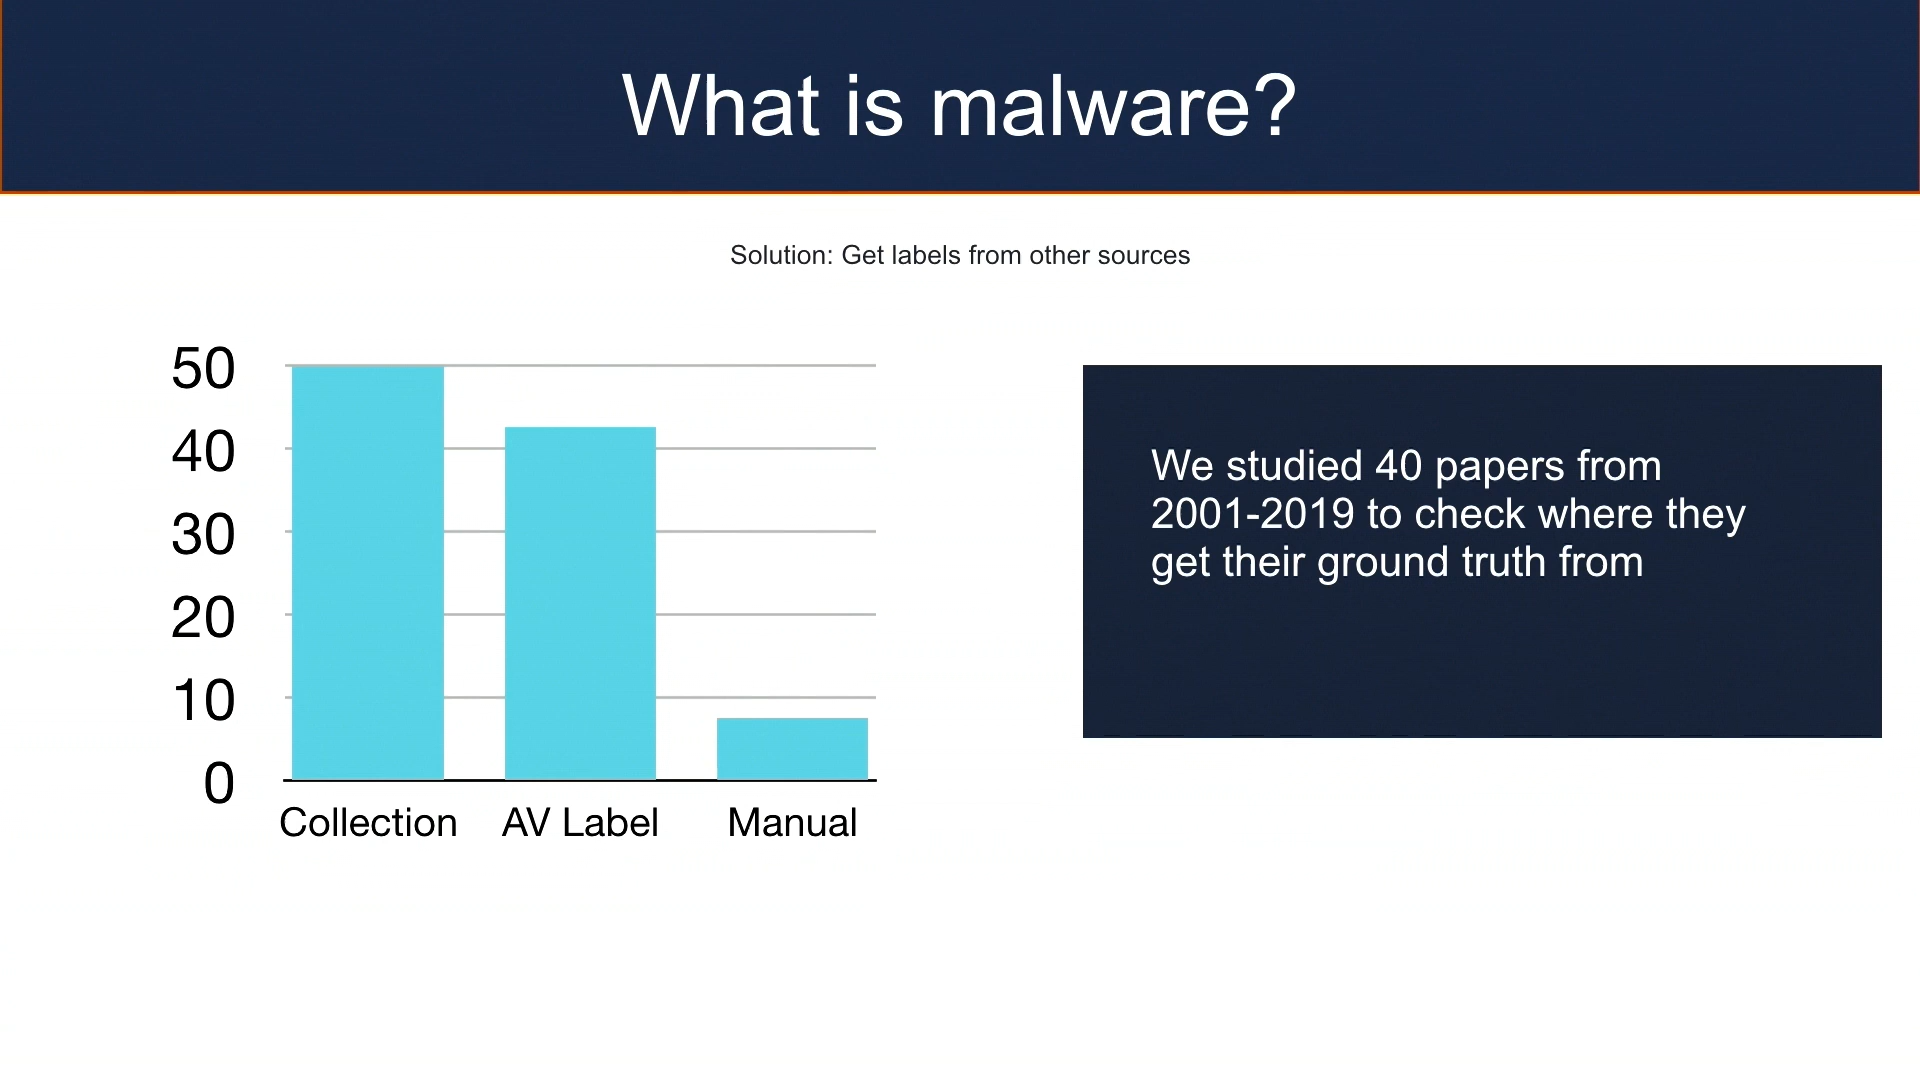 What is malware?
Solution: Get labels from other sources
50
40
30
20
10
0
Collection AV Label Manual
We studied 40 papers from
2001-2019 to check where they
get their ground truth from